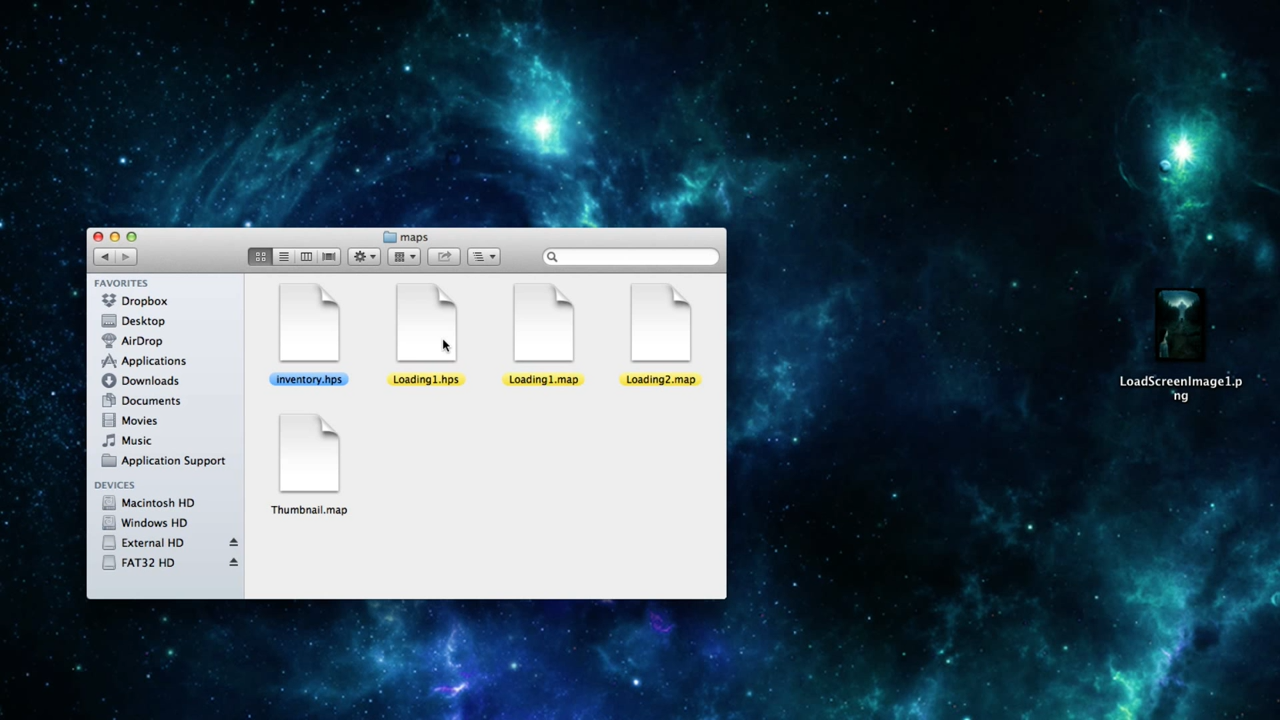 maps
FAVORITES
Dropbox
Desktop
AirDrop
Applications
Downloads
Documents
Movies
Music
Application Support
DEVICES
Macintosh HD
Windows HD
External HD
FAT32 HD
inventory.hps
Loading1.hps
Loading1.map
Loading2.map
Thumbnail.map
LoadScreenImage1.p
ng